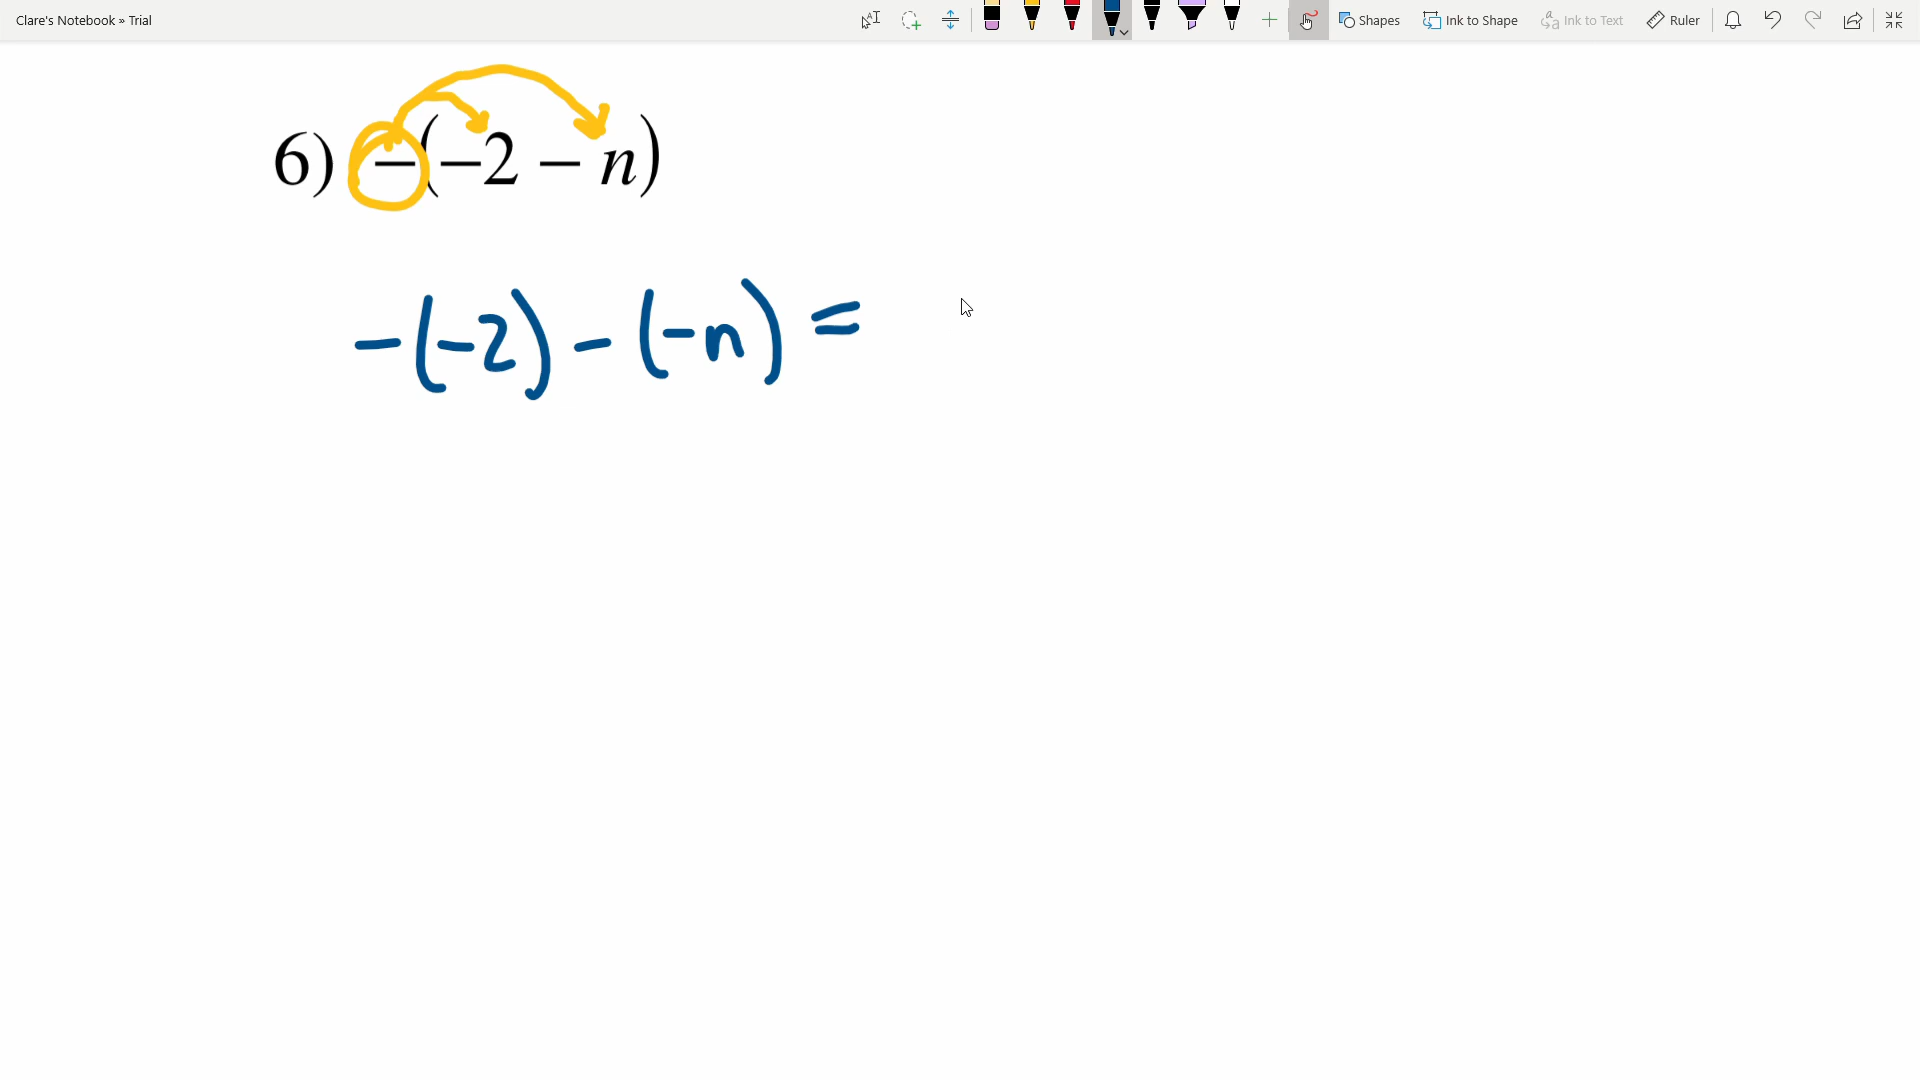 Clare's Notebook » Trial
Shapes
Ink to Shape
Ink to Text
Ruler
6) −(−2 − n)
-(-2) - (-n) =